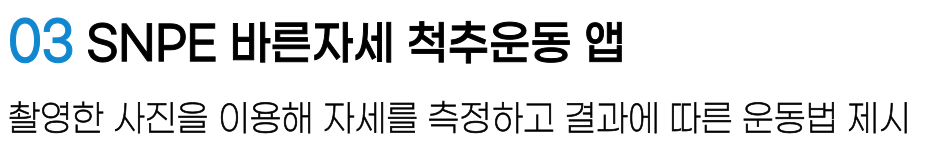 03 SNPE 바른자세 척추운동 앱
촬영한 사진을 이용해 자세를 측정하고 결과에 따른 운동법 제시